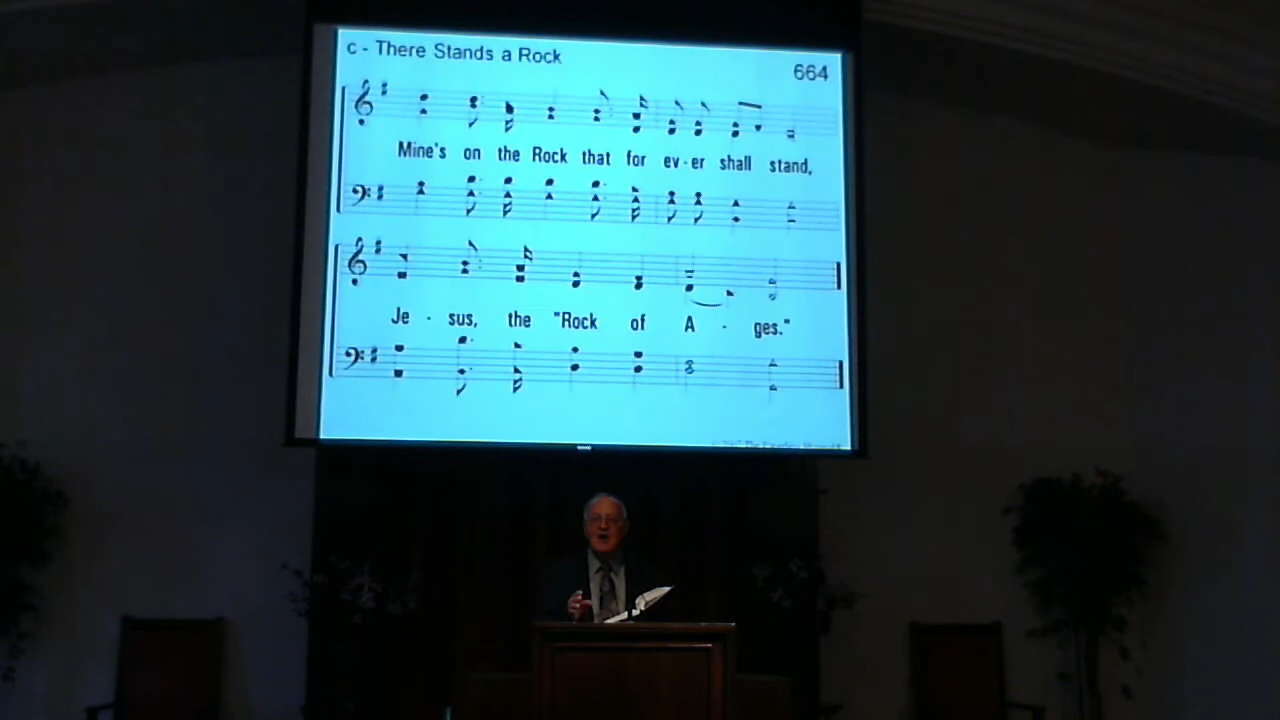 c - There Stands a Rock
664
Mine's on the Rock that for ev - er shall stand,
Je - sus, the "Rock of A - ges."